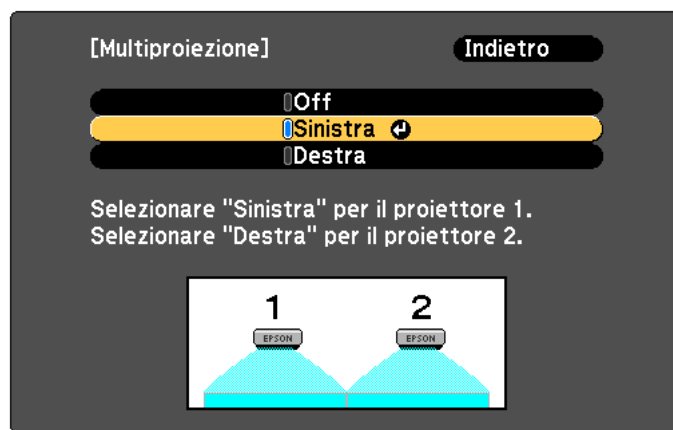 [Multiproiezione] Indietro
Off
Sinistra
Destra
Selezionare "Sinistra" per il proiettore 1.
Selezionare "Destra" per il proiettore 2.
1 2
EPSON EPSON